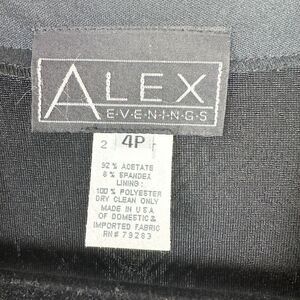 ALEX
E·V·E·N·I·N·G·S
2 4P
92% ACETATE
8% SPANDEX
LINING:
100% POLYESTER
DRY CLEAN ONLY
MADE IN U.S.A
OF DOMESTIC &
IMPORTED FABRIC
RN# 79283